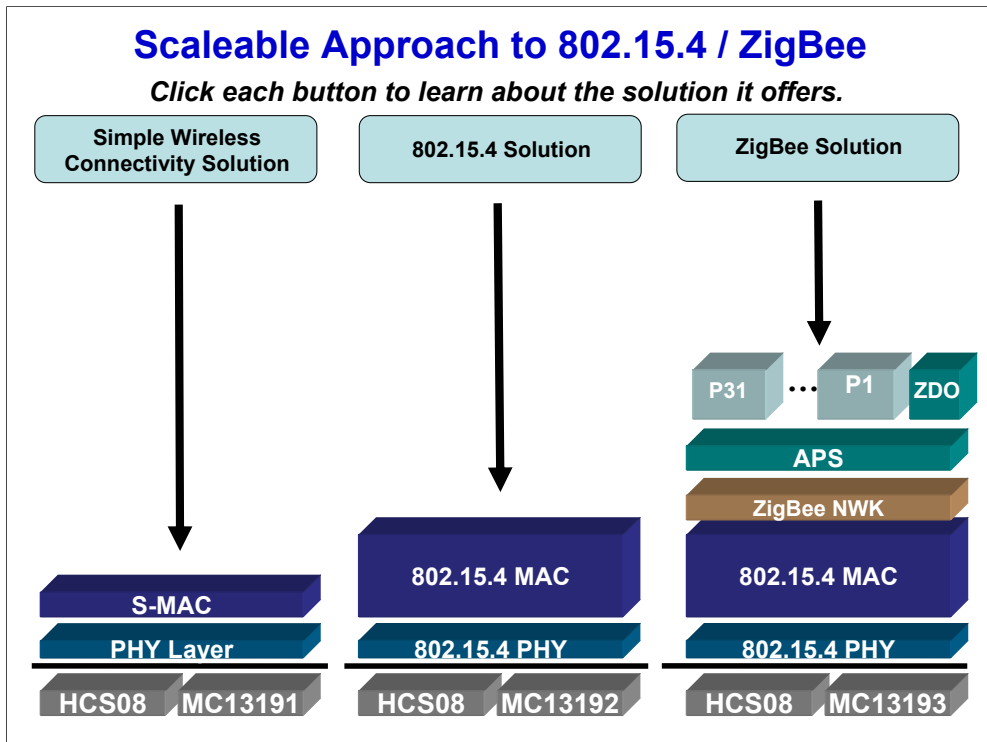 Scaleable Approach to 802.15.4 / ZigBee
Click each button to learn about the solution it offers.
Simple Wireless
Connectivity Solution
802.15.4 Solution
ZigBee Solution
P31
...
P1
ZDO
APS
ZigBee NWK
802.15.4 MAC
802.15.4 MAC
S-MAC
PHY Layer
802.15.4 PHY
802.15.4 PHY
HCS08
MC13191
HCS08
MC13192
HCS08
MC13193